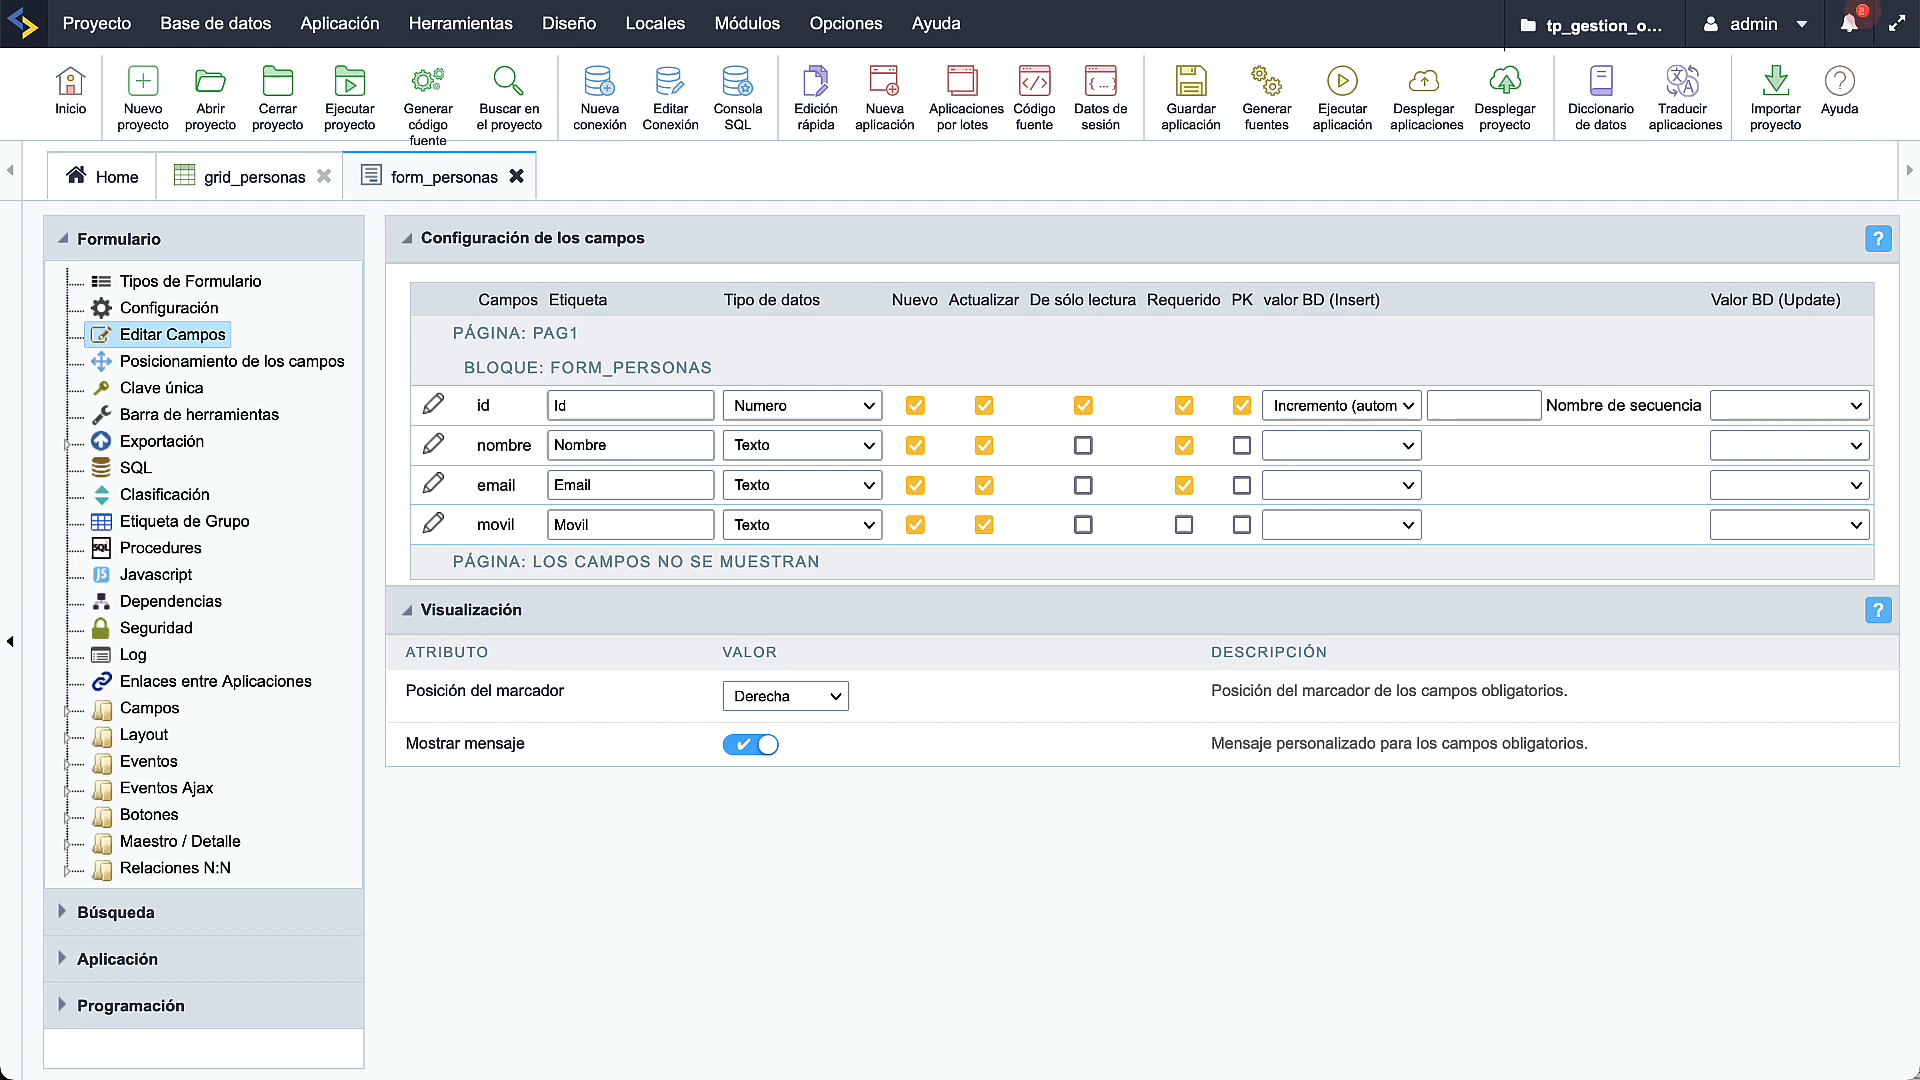 Proyecto Base de datos Aplicación Herramientas Diseño Locales Módulos Opciones Ayuda tp_gestion_o... admin
Inicio
Nuevo proyecto
Abrir proyecto
Cerrar proyecto
Ejecutar proyecto
Generar código fuente
Buscar en el proyecto
Nueva conexión
Editar Conexión
Consola SQL
Edición rápida
Nueva aplicación
Aplicaciones por lotes
Código fuente
Datos de sesión
Guardar aplicación
Generar fuentes
Ejecutar aplicación
Desplegar aplicaciones
Desplegar proyecto
Diccionario de datos
Traducir aplicaciones
Importar proyecto
Ayuda
Home grid_personas form_personas
Formulario
Tipos de Formulario
Configuración
Editar Campos
Posicionamiento de los campos
Clave única
Barra de herramientas
Exportación
SQL
Clasificación
Etiqueta de Grupo
SQL Procedures
JS Javascript
Dependencias
Seguridad
Log
Enlaces entre Aplicaciones
Campos
Layout
Eventos
Eventos Ajax
Botones
Maestro / Detalle
Relaciones N:N
Búsqueda
Aplicación
Programación
Configuración de los campos ?
Campos Etiqueta Tipo de datos Nuevo Actualizar De sólo lectura Requerido PK valor BD (Insert) Valor BD (Update)
PÁGINA: PAG1
BLOQUE: FORM_PERSONAS
id Id Numero Incremento (autom Nombre de secuencia
nombre Nombre Texto
email Email Texto
movil Movil Texto
PÁGINA: LOS CAMPOS NO SE MUESTRAN
Visualización ?
ATRIBUTO VALOR DESCRIPCIÓN
Posición del marcador Derecha Posición del marcador de los campos obligatorios.
Mostrar mensaje Mensaje personalizado para los campos obligatorios.